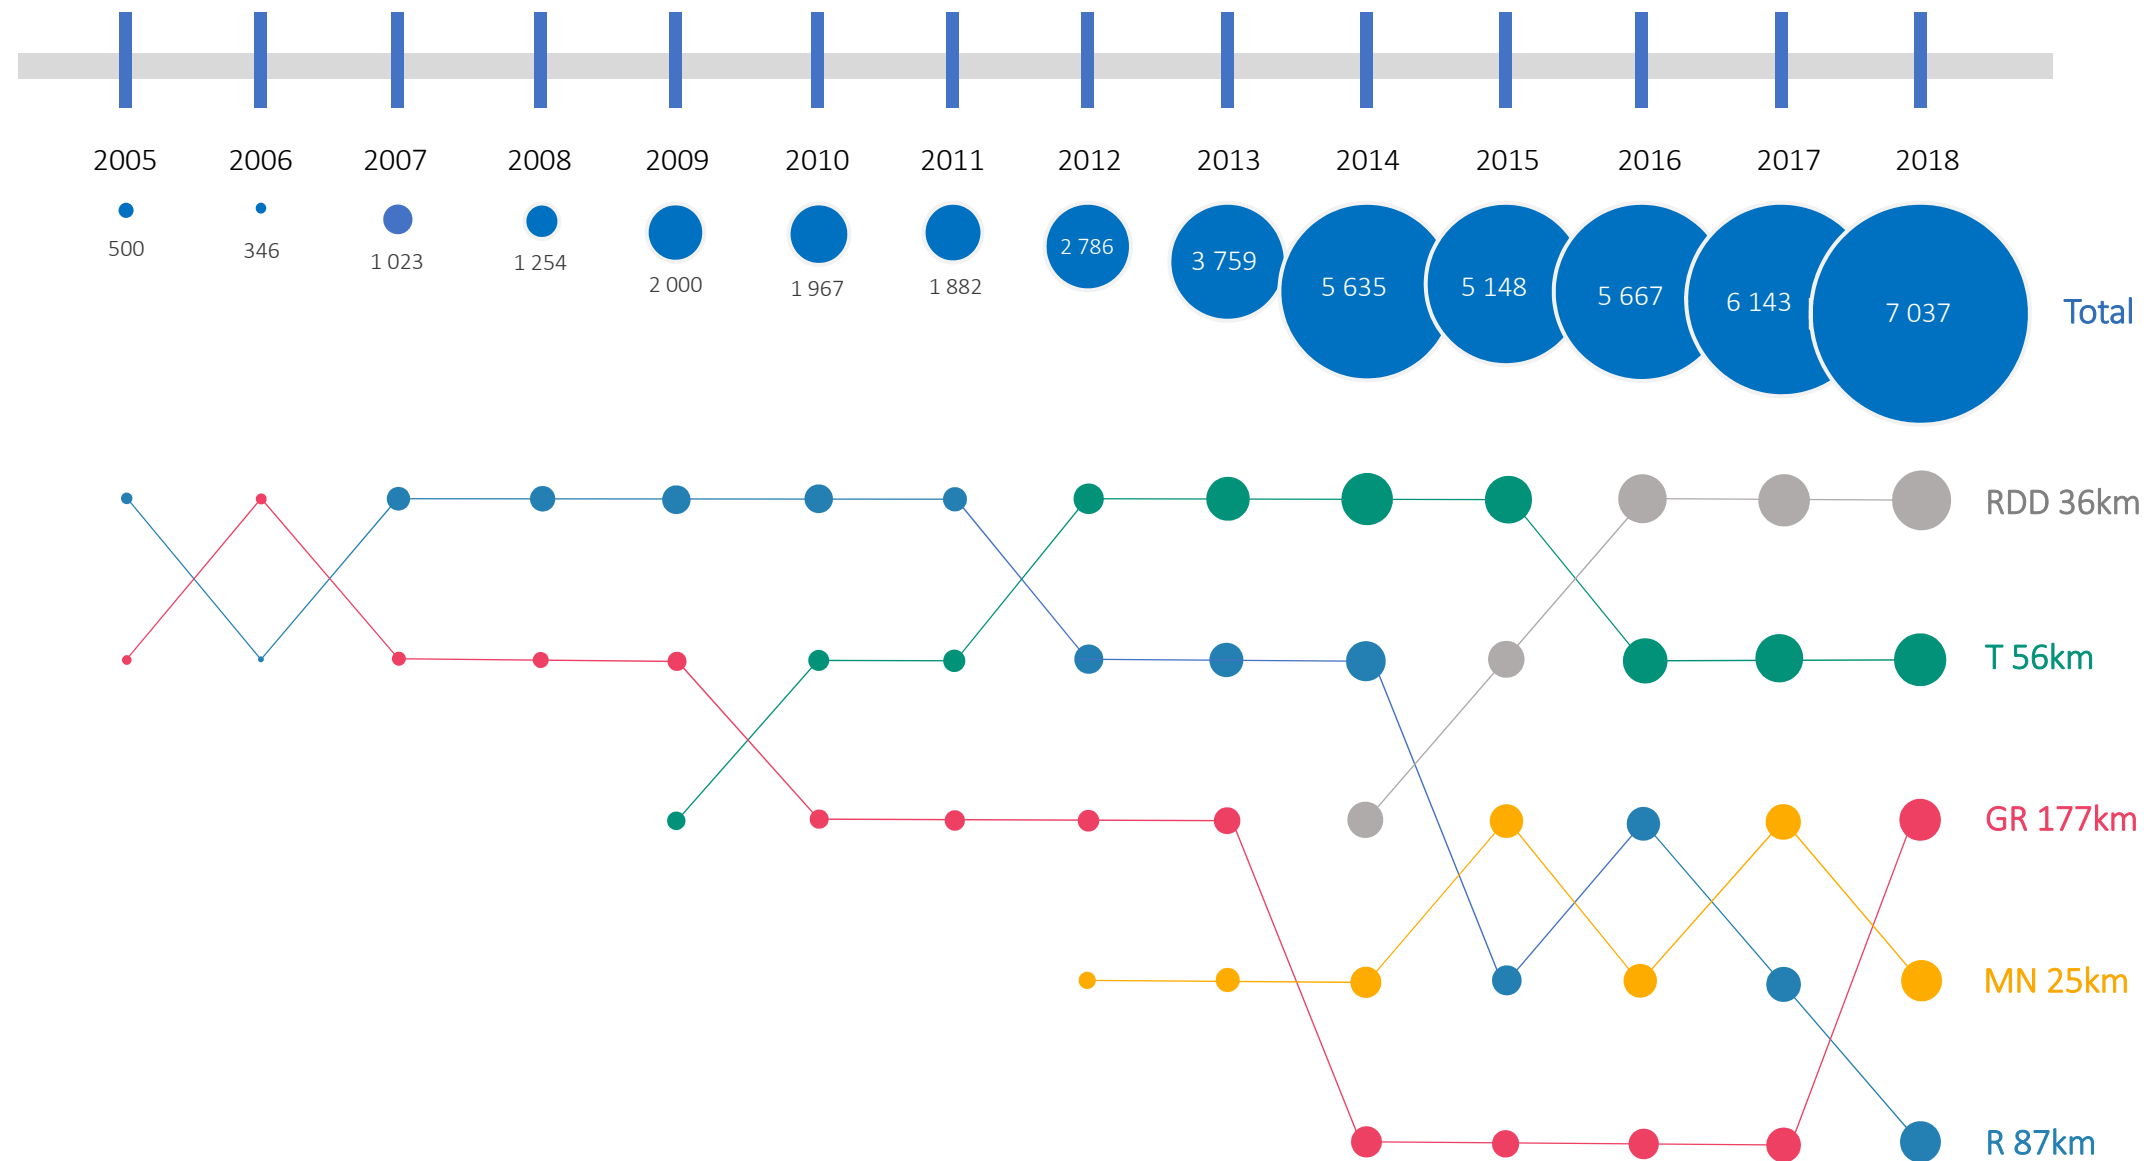 2005 2006 2007 2008 2009 2010 2011 2012 2013 2014 2015 2016 2017 2018
500 346 1 023 1 254 2 000 1 967 1 882 2 786 3 759 5 635 5 148 5 667 6 143 7 037
Total
RDD 36km
T 56km
GR 177km
MN 25km
R 87km